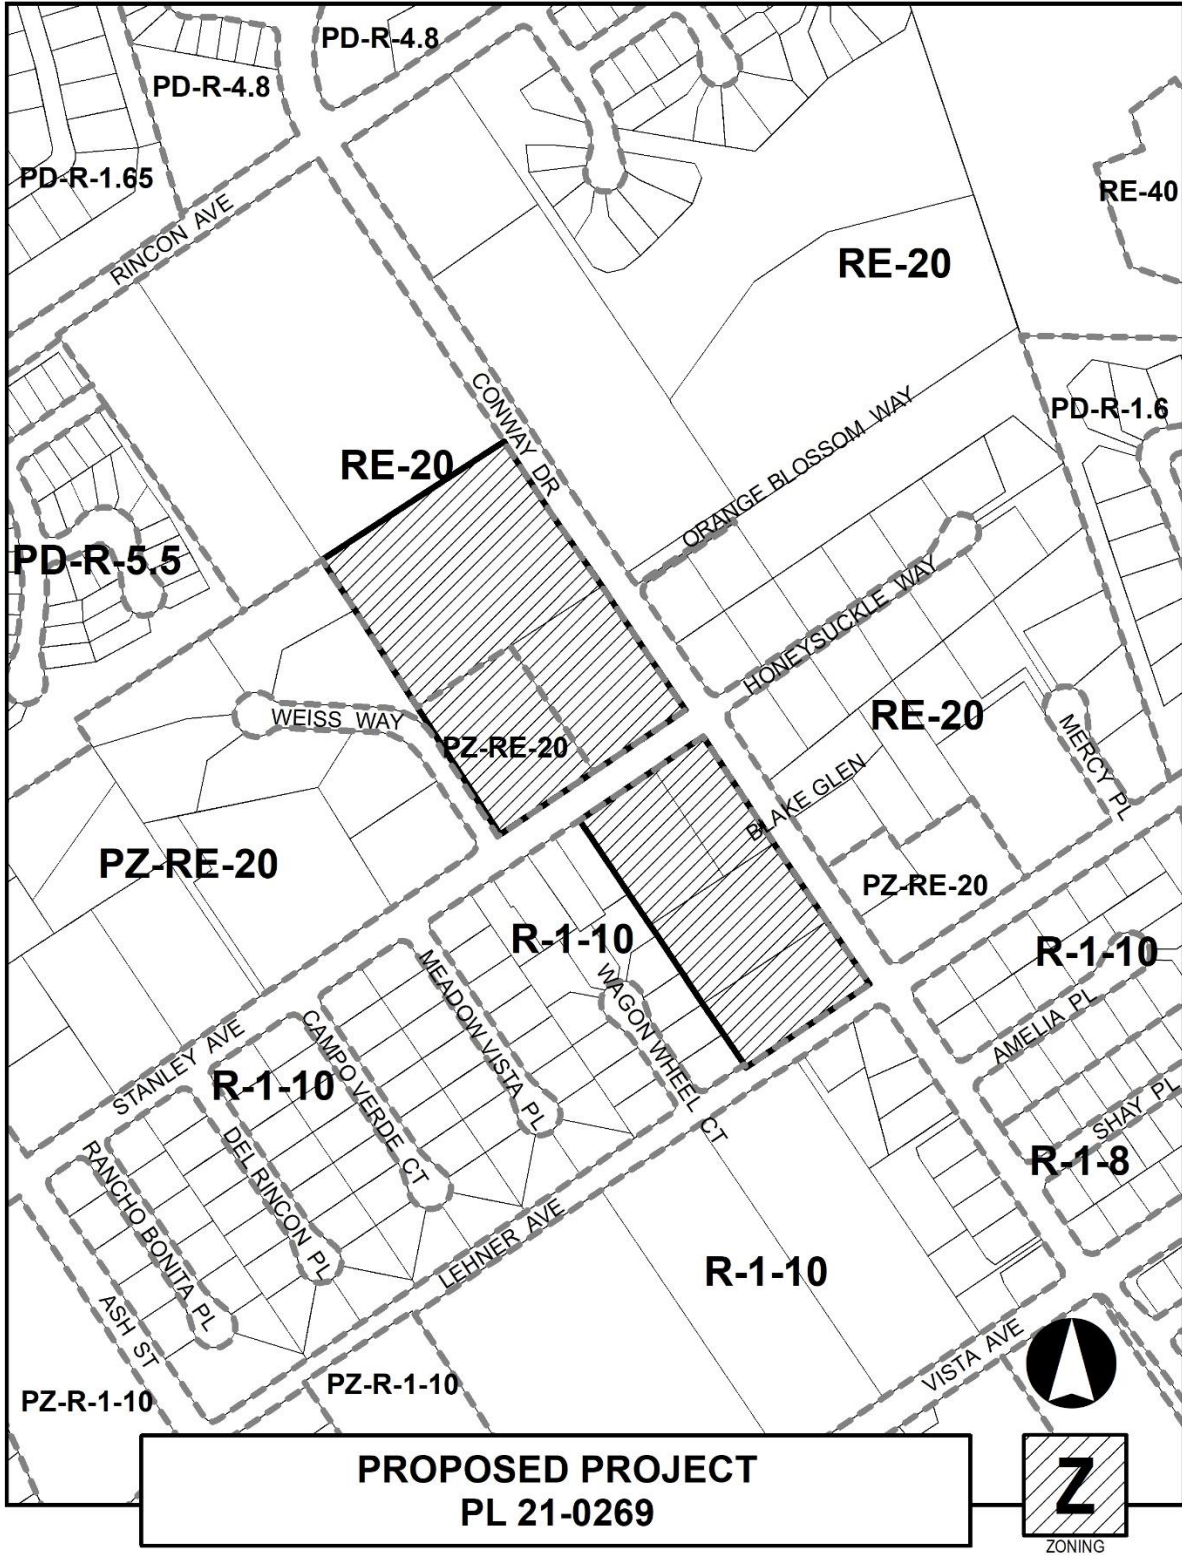 PD-R-4.8
PD-R-4.8
PD-R-1.65
RE-40
RINCON AVE
RE-20
CONWAY DR
PD-R-1.6
ORANGE BLOSSOM WAY
RE-20
PD-R-5.5
HONEYSUCKLE WAY
WEISS WAY
RE-20
PZ-RE-20
MERCY PL
BLAKE GLEN
PZ-RE-20
PZ-RE-20
R-1-10
R-1-10
MEADOW VISTA PL
WAGON WHEEL CT
AMELIA PL
CAMPO VERDE CT
STANLEY AVE
R-1-10
SHAY PL
R-1-8
DEL RINCON PL
RANCHO BONITA PL
LEHNER AVE
R-1-10
ASH ST
VISTA AVE
PZ-R-1-10
PZ-R-1-10
PROPOSED PROJECT
PL 21-0269
Z
ZONING